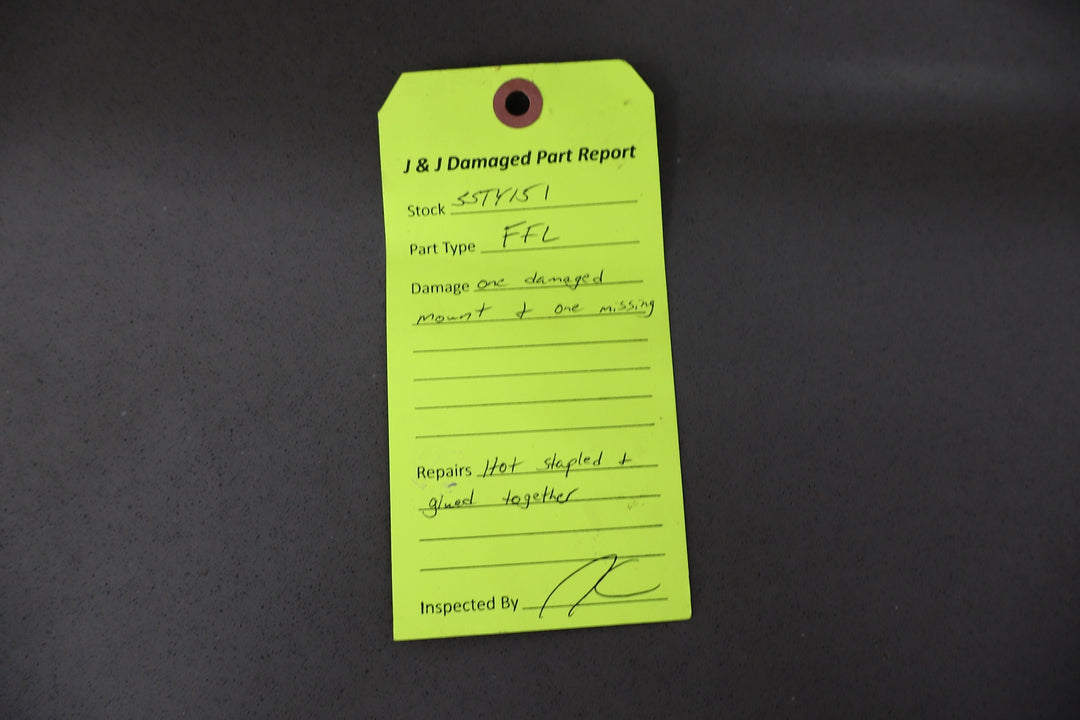 J & J Damaged Part Report
Stock SSTY151
Part Type FFL
Damage one damaged
mount + one missing
Repairs Hot stapled +
glued together
Inspected By